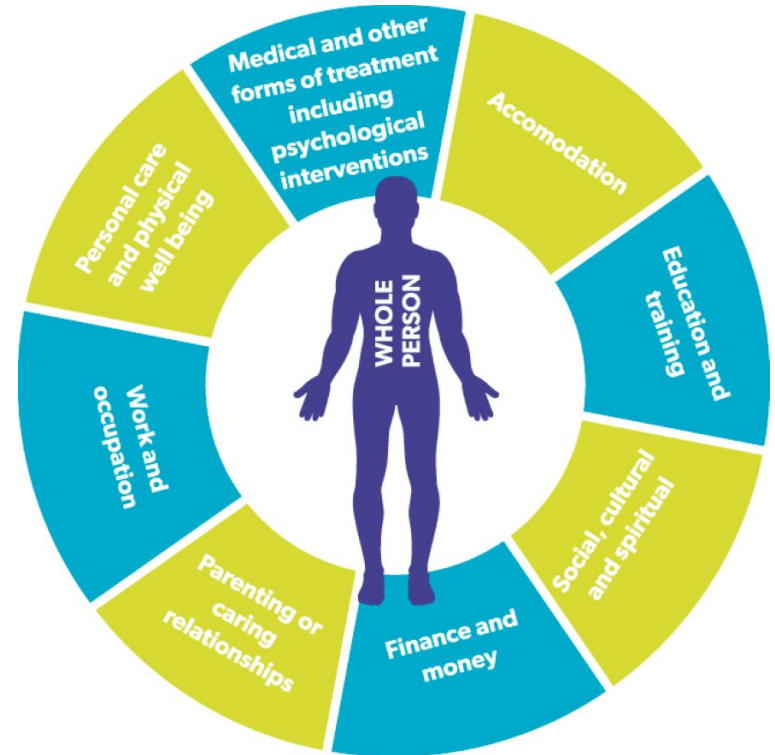 Medical and other
forms of treatment
including
psychological
interventions
Accomodation
Education and
training
Social, cultural
and spiritual
Finance and
money
Parenting or
caring
relationships
Work and
occupation
Personal care
and physical
well being
WHOLE
PERSON